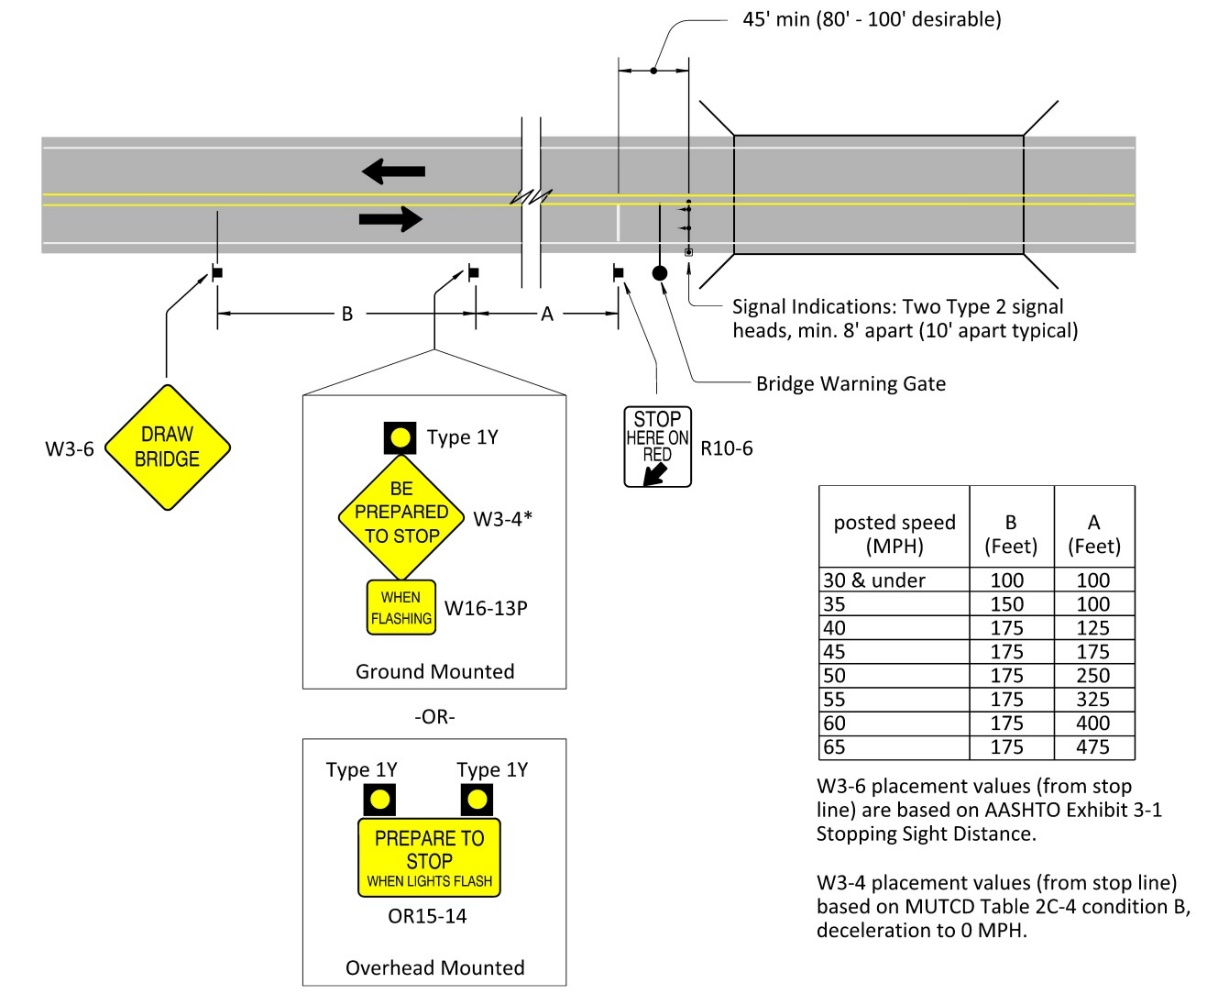 45' min (80' - 100' desirable)
B
A
Signal Indications: Two Type 2 signal
heads, min. 8' apart (10' apart typical)
Bridge Warning Gate
W3-6
DRAW
BRIDGE
Type 1Y
BE
PREPARED
TO STOP
W3-4*
WHEN
FLASHING
W16-13P
Ground Mounted
STOP
HERE ON
RED
R10-6
-OR-
Type 1Y Type 1Y
PREPARE TO
STOP
WHEN LIGHTS FLASH
OR15-14
Overhead Mounted
posted speed B A
(MPH) (Feet) (Feet)
30 & under 100 100
35 150 100
40 175 125
45 175 175
50 175 250
55 175 325
60 175 400
65 175 475
W3-6 placement values (from stop
line) are based on AASHTO Exhibit 3-1
Stopping Sight Distance.
W3-4 placement values (from stop line)
based on MUTCD Table 2C-4 condition B,
deceleration to 0 MPH.